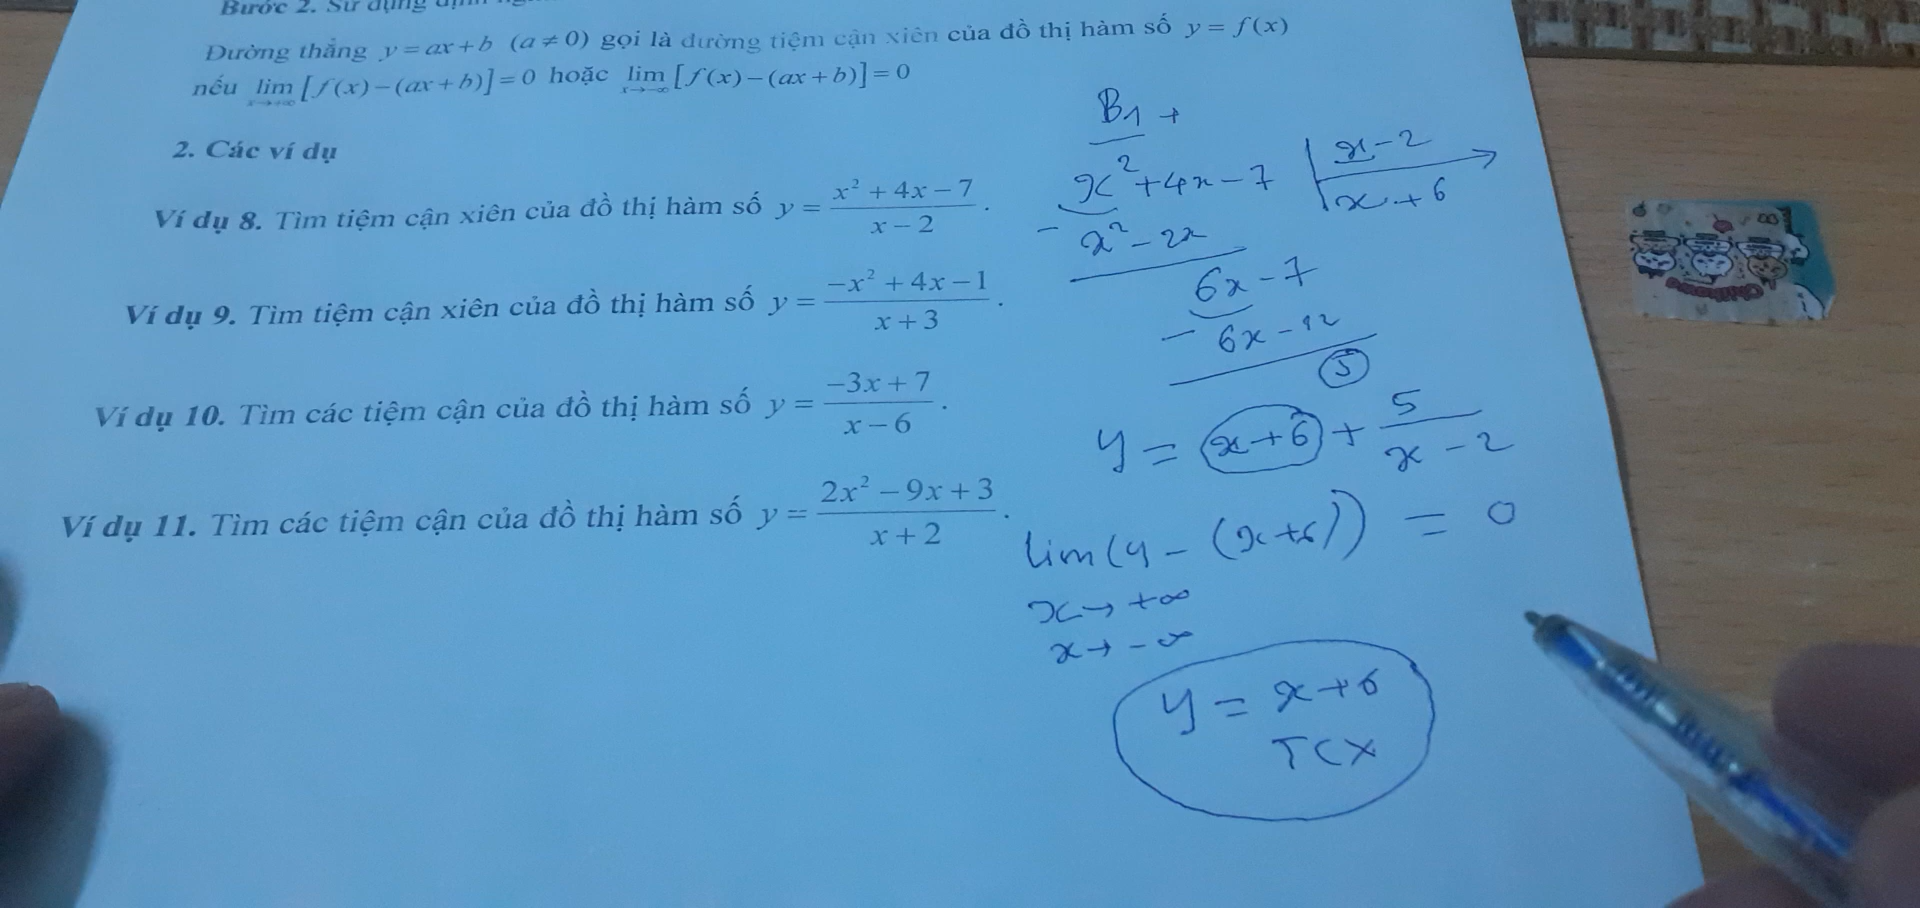 Bước 2. Sử dụng định
Đường thẳng y = ax + b (a ≠ 0) gọi là đường tiệm cận xiên của đồ thị hàm số y = f(x)
nếu lim x→+∞ [f(x) − (ax + b)] = 0 hoặc lim x→−∞ [f(x) − (ax + b)] = 0
2. Các ví dụ
Ví dụ 8. Tìm tiệm cận xiên của đồ thị hàm số y = (x² + 4x − 7)/(x − 2).
Ví dụ 9. Tìm tiệm cận xiên của đồ thị hàm số y = (−x² + 4x − 1)/(x + 3).
Ví dụ 10. Tìm các tiệm cận của đồ thị hàm số y = (−3x + 7)/(x − 6).
Ví dụ 11. Tìm các tiệm cận của đồ thị hàm số y = (2x² − 9x + 3)/(x + 2).
B1 +
x² + 4x − 7 | x − 2
− x² − 2x | x + 6
6x − 7
− 6x − 12
5
y = x + 6 + 5/(x − 2)
lim (y − (x + 6)) = 0
x → +∞
x → −∞
y = x + 6
TCX
Chiikawa